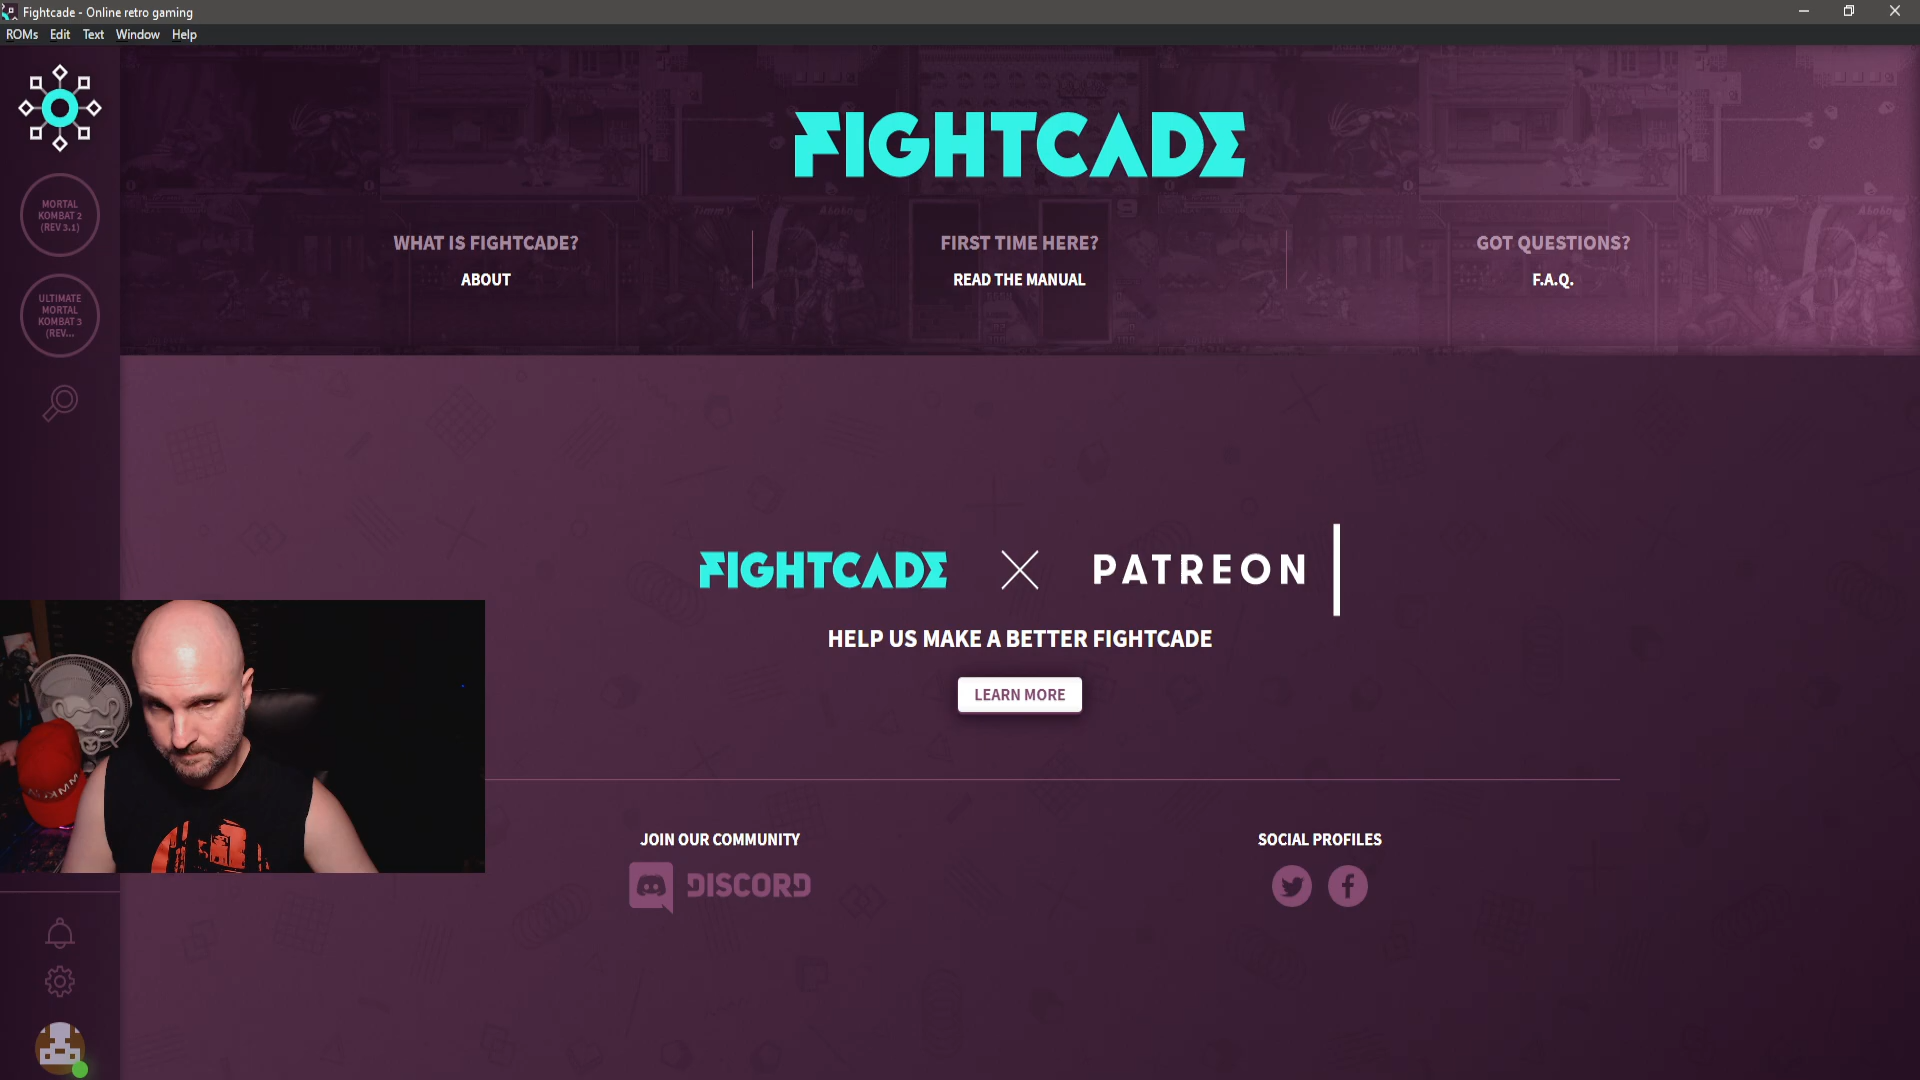 Fightcade - Online retro gaming
ROMs Edit Text Window Help
FIGHTCADE
MORTAL
KOMBAT 2
(REV 3.1)
ULTIMATE
MORTAL
KOMBAT 3
(REV...
WHAT IS FIGHTCADE?
ABOUT
FIRST TIME HERE?
READ THE MANUAL
GOT QUESTIONS?
F.A.Q.
FIGHTCADE
PATREON
HELP US MAKE A BETTER FIGHTCADE
LEARN MORE
JOIN OUR COMMUNITY
DISCORD
SOCIAL PROFILES